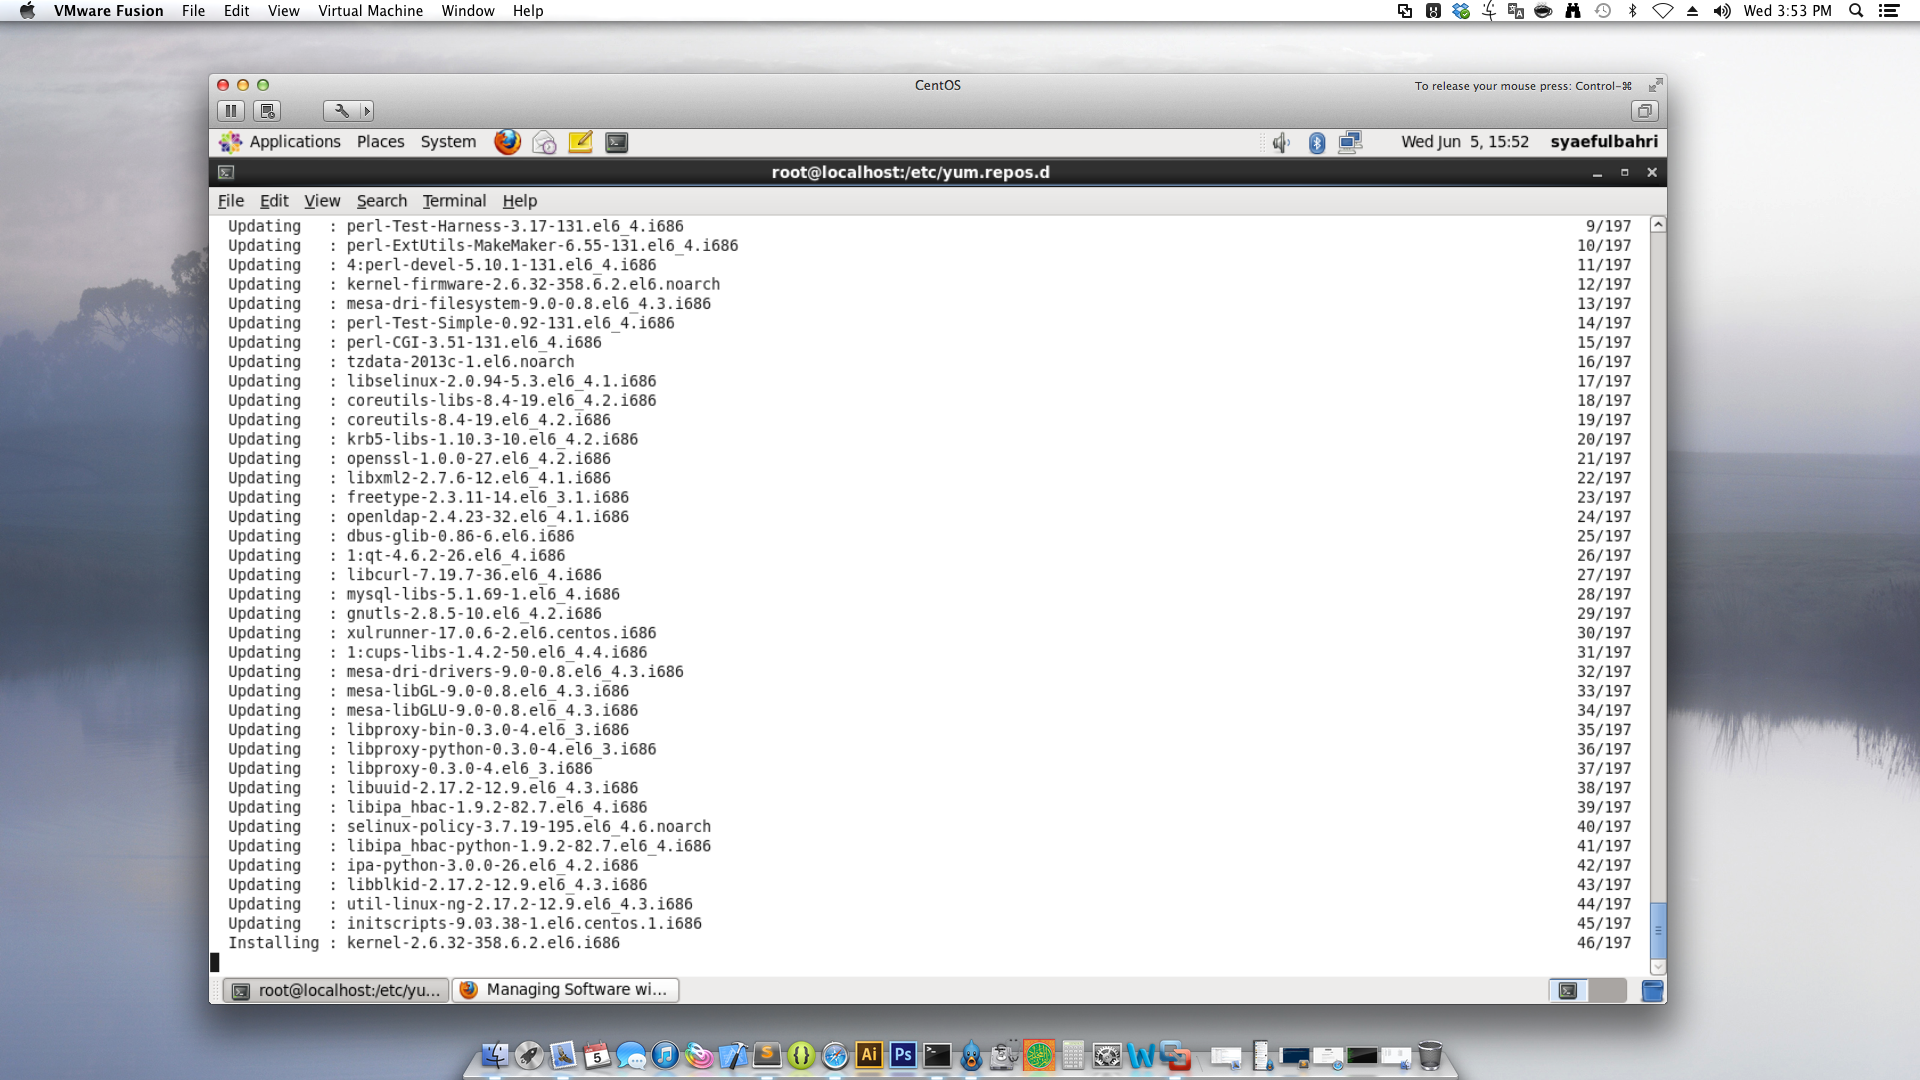 VMware Fusion File Edit View Virtual Machine Window Help Wed 3:53 PM
CentOS
To release your mouse press: Control-⌘
Applications Places System Wed Jun 5, 15:52 syaefulbahri
root@localhost:/etc/yum.repos.d
File Edit View Search Terminal Help
Updating : perl-Test-Harness-3.17-131.el6_4.i686 9/197
Updating : perl-ExtUtils-MakeMaker-6.55-131.el6_4.i686 10/197
Updating : 4:perl-devel-5.10.1-131.el6_4.i686 11/197
Updating : kernel-firmware-2.6.32-358.6.2.el6.noarch 12/197
Updating : mesa-dri-filesystem-9.0-0.8.el6_4.3.i686 13/197
Updating : perl-Test-Simple-0.92-131.el6_4.i686 14/197
Updating : perl-CGI-3.51-131.el6_4.i686 15/197
Updating : tzdata-2013c-1.el6.noarch 16/197
Updating : libselinux-2.0.94-5.3.el6_4.1.i686 17/197
Updating : coreutils-libs-8.4-19.el6_4.2.i686 18/197
Updating : coreutils-8.4-19.el6_4.2.i686 19/197
Updating : krb5-libs-1.10.3-10.el6_4.2.i686 20/197
Updating : openssl-1.0.0-27.el6_4.2.i686 21/197
Updating : libxml2-2.7.6-12.el6_4.1.i686 22/197
Updating : freetype-2.3.11-14.el6_3.1.i686 23/197
Updating : openldap-2.4.23-32.el6_4.1.i686 24/197
Updating : dbus-glib-0.86-6.el6.i686 25/197
Updating : 1:qt-4.6.2-26.el6_4.i686 26/197
Updating : libcurl-7.19.7-36.el6_4.i686 27/197
Updating : mysql-libs-5.1.69-1.el6_4.i686 28/197
Updating : gnutls-2.8.5-10.el6_4.2.i686 29/197
Updating : xulrunner-17.0.6-2.el6.centos.i686 30/197
Updating : 1:cups-libs-1.4.2-50.el6_4.4.i686 31/197
Updating : mesa-dri-drivers-9.0-0.8.el6_4.3.i686 32/197
Updating : mesa-libGL-9.0-0.8.el6_4.3.i686 33/197
Updating : mesa-libGLU-9.0-0.8.el6_4.3.i686 34/197
Updating : libproxy-bin-0.3.0-4.el6_3.i686 35/197
Updating : libproxy-python-0.3.0-4.el6_3.i686 36/197
Updating : libproxy-0.3.0-4.el6_3.i686 37/197
Updating : libuuid-2.17.2-12.9.el6_4.3.i686 38/197
Updating : libipa_hbac-1.9.2-82.7.el6_4.i686 39/197
Updating : selinux-policy-3.7.19-195.el6_4.6.noarch 40/197
Updating : libipa_hbac-python-1.9.2-82.7.el6_4.i686 41/197
Updating : ipa-python-3.0.0-26.el6_4.2.i686 42/197
Updating : libblkid-2.17.2-12.9.el6_4.3.i686 43/197
Updating : util-linux-ng-2.17.2-12.9.el6_4.3.i686 44/197
Updating : initscripts-9.03.38-1.el6.centos.1.i686 45/197
Installing : kernel-2.6.32-358.6.2.el6.i686 46/197
root@localhost:/etc/yu... Managing Software wi...
5 S {} Ai Ps W